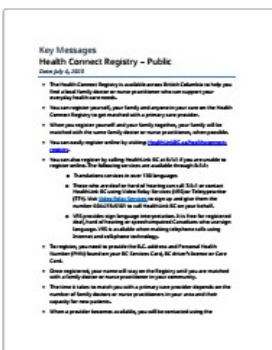 Key Messages
Health Connect Registry – Public
Date: July 6, 2023
The Health Connect Registry is available across British Columbia to help you
find a local family doctor or nurse practitioner who can support your
everyday health care needs.
You can register yourself, your family and anyone in your care on the Health
Connect Registry to get matched with a primary care provider.
When you register yourself and your family together, your family will be
matched with the same family doctor or nurse practitioner, when possible.
You can easily register online by visiting
You can also register by calling HealthLink BC at 8-1-1 if you are unable to
register online. The following services are available through 8-1-1:
Translation services in over 130 languages
Those who are deaf or hard of hearing can call 7-1-1 or contact
HealthLink BC using Video Relay Services (VRS) or Teletypewriter
(TTY). Visit Video Relay Services to sign up and give them the
number to call HealthLink BC on your behalf.
VRS provides sign language interpretation. It is free for registered
deaf, hard of hearing or speech-impaired Canadians who use sign
language. VRS is available when making telephone calls using
internet and cell phone technology.
To register, you need to provide the B.C. address and Personal Health
Number (PHN) found on your BC Services Card, BC driver's license or Care
Card.
Once registered, your name will stay on the Registry until you are matched
with a family doctor or nurse practitioner in your community.
The time it takes to match you with a primary care provider depends on the
number of family doctors or nurse practitioners in your area and their
capacity for new patients.
When a provider becomes available, you will be contacted using the